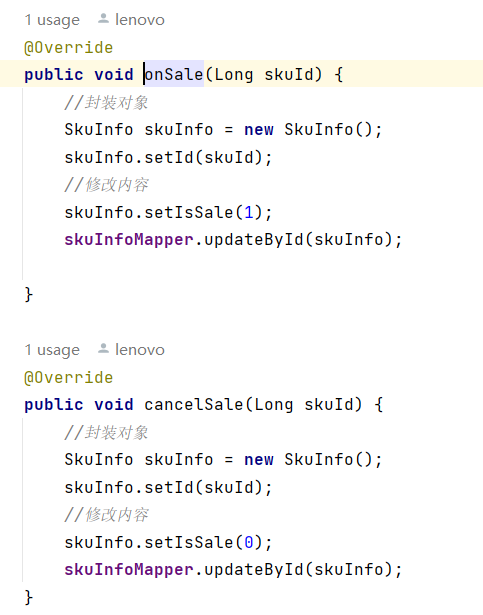 1 usage lenovo
@Override
public void onSale(Long skuId) {
//封装对象
SkuInfo skuInfo = new SkuInfo();
skuInfo.setId(skuId);
//修改内容
skuInfo.setIsSale(1);
skuInfoMapper.updateById(skuInfo);
}
1 usage lenovo
@Override
public void cancelSale(Long skuId) {
//封装对象
SkuInfo skuInfo = new SkuInfo();
skuInfo.setId(skuId);
//修改内容
skuInfo.setIsSale(0);
skuInfoMapper.updateById(skuInfo);
}